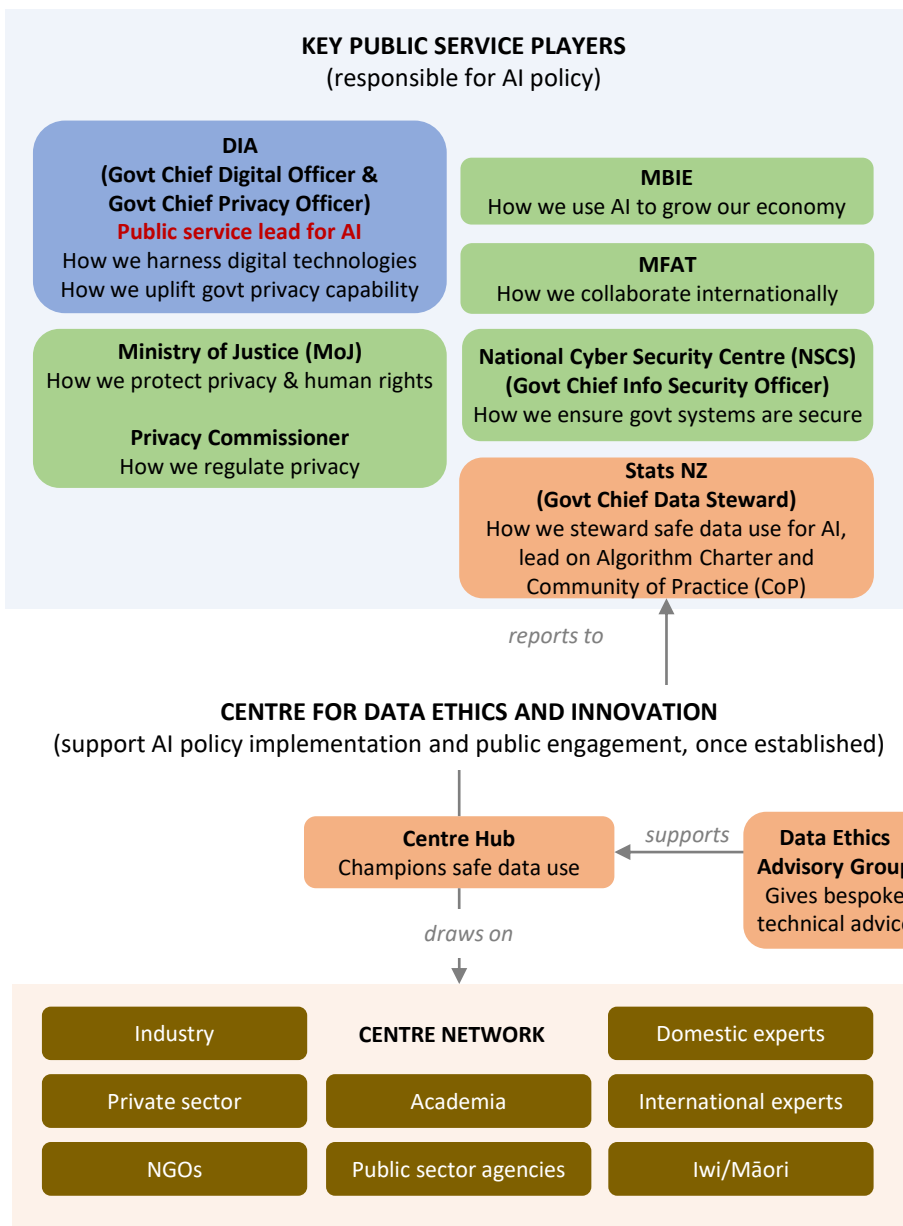 KEY PUBLIC SERVICE PLAYERS
(responsible for AI policy)
DIA
(Govt Chief Digital Officer &
Govt Chief Privacy Officer)
Public service lead for AI
How we harness digital technologies
How we uplift govt privacy capability
MBIE
How we use AI to grow our economy
MFAT
How we collaborate internationally
Ministry of Justice (MoJ)
How we protect privacy & human rights
Privacy Commissioner
How we regulate privacy
National Cyber Security Centre (NSCS)
(Govt Chief Info Security Officer)
How we ensure govt systems are secure
Stats NZ
(Govt Chief Data Steward)
How we steward safe data use for AI,
lead on Algorithm Charter and
Community of Practice (CoP)
reports to
CENTRE FOR DATA ETHICS AND INNOVATION
(support AI policy implementation and public engagement, once established)
Centre Hub
Champions safe data use
supports
Data Ethics
Advisory Group
Gives bespoke
technical advice
draws on
CENTRE NETWORK
Industry
Domestic experts
Private sector
Academia
International experts
NGOs
Public sector agencies
Iwi/Māori